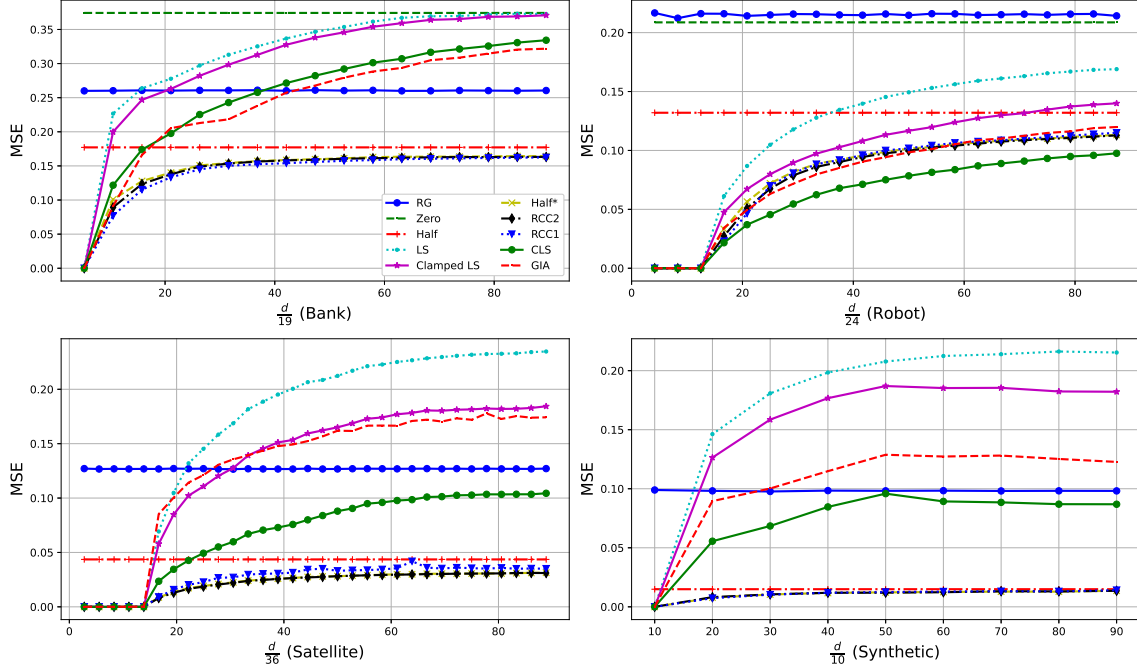 MSE
0.35
0.30
0.25
0.20
0.15
0.10
0.05
0.00
20 40 60 80
d/19 (Bank)
RG
Zero
Half
LS
Clamped LS
Half*
RCC2
RCC1
CLS
GIA
MSE
0.20
0.15
0.10
0.05
0.00
20 40 60 80
d/24 (Robot)
MSE
0.20
0.15
0.10
0.05
0.00
0 20 40 60 80
d/36 (Satellite)
MSE
0.20
0.15
0.10
0.05
0.00
10 20 30 40 50 60 70 80 90
d/10 (Synthetic)